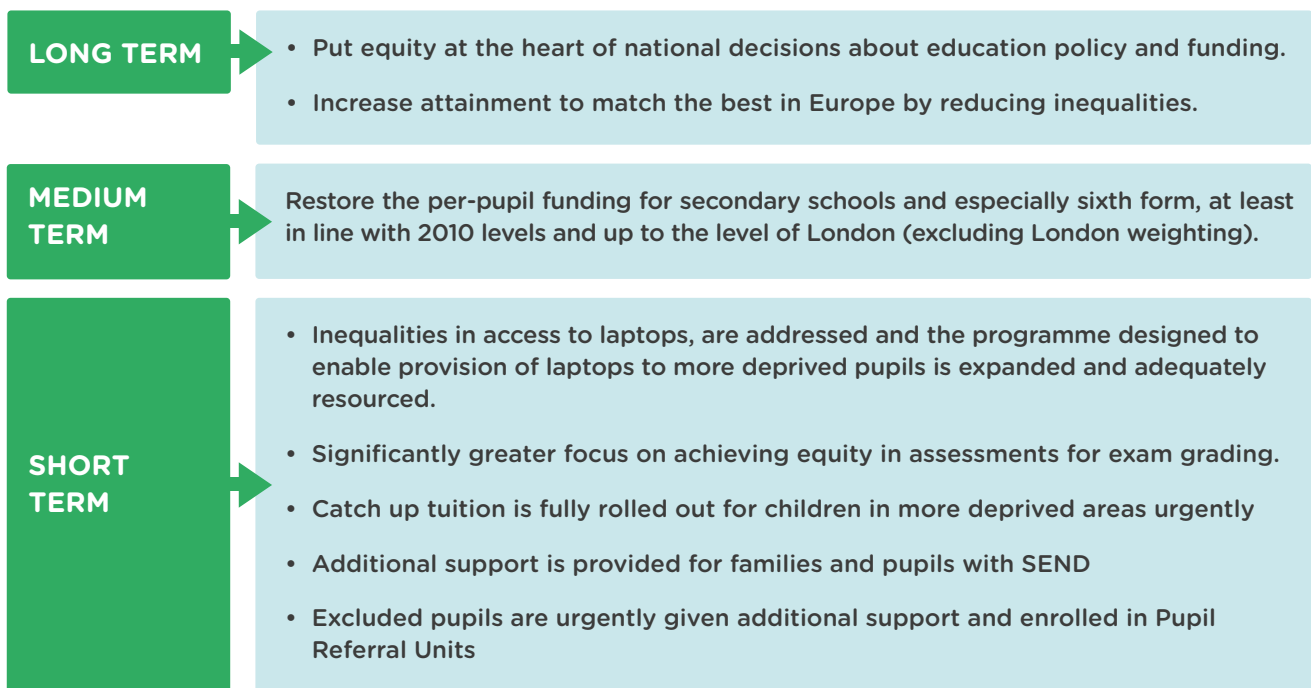 LONG TERM
• Put equity at the heart of national decisions about education policy and funding.
• Increase attainment to match the best in Europe by reducing inequalities.
MEDIUM
TERM
Restore the per-pupil funding for secondary schools and especially sixth form, at least
in line with 2010 levels and up to the level of London (excluding London weighting).
SHORT
TERM
• Inequalities in access to laptops, are addressed and the programme designed to
enable provision of laptops to more deprived pupils is expanded and adequately
resourced.
• Significantly greater focus on achieving equity in assessments for exam grading.
• Catch up tuition is fully rolled out for children in more deprived areas urgently
• Additional support is provided for families and pupils with SEND
• Excluded pupils are urgently given additional support and enrolled in Pupil
Referral Units